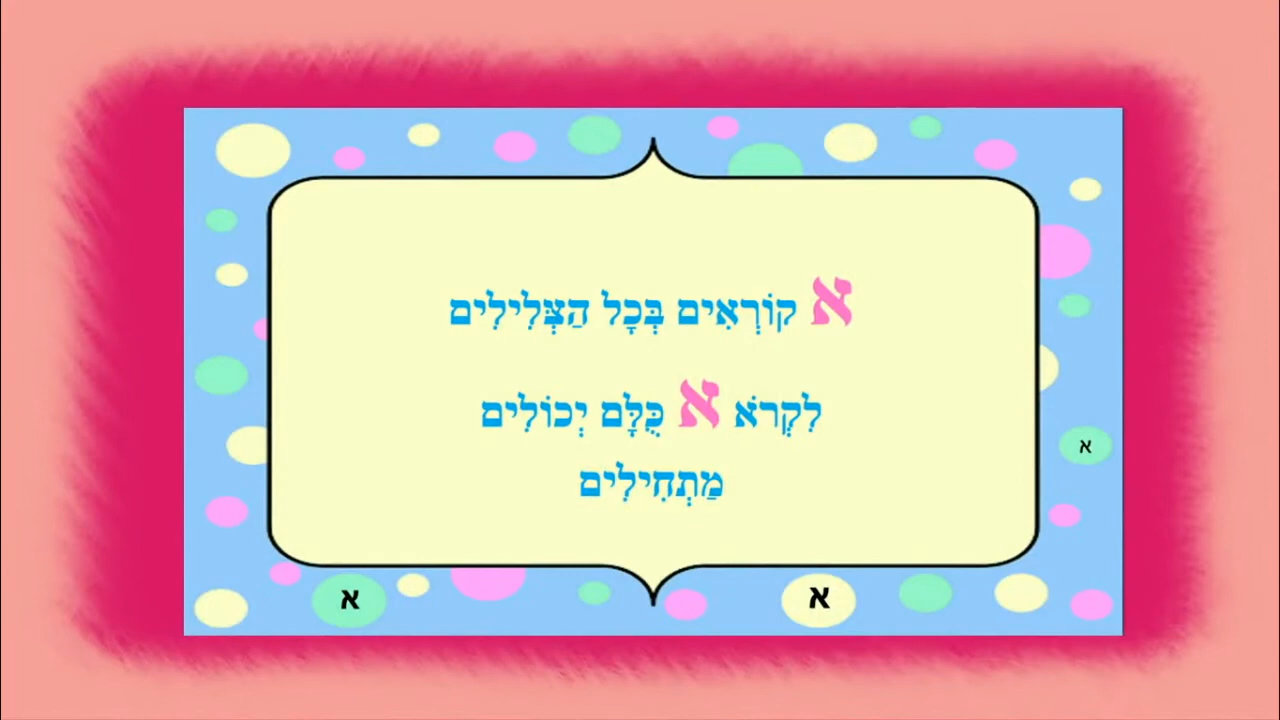 א קוֹרְאִים בְּכָל הַצְּלִילִים
לִקְרֹא א כֻּלָּם יְכוֹלִים
מַתְחִילִים
א
א
א